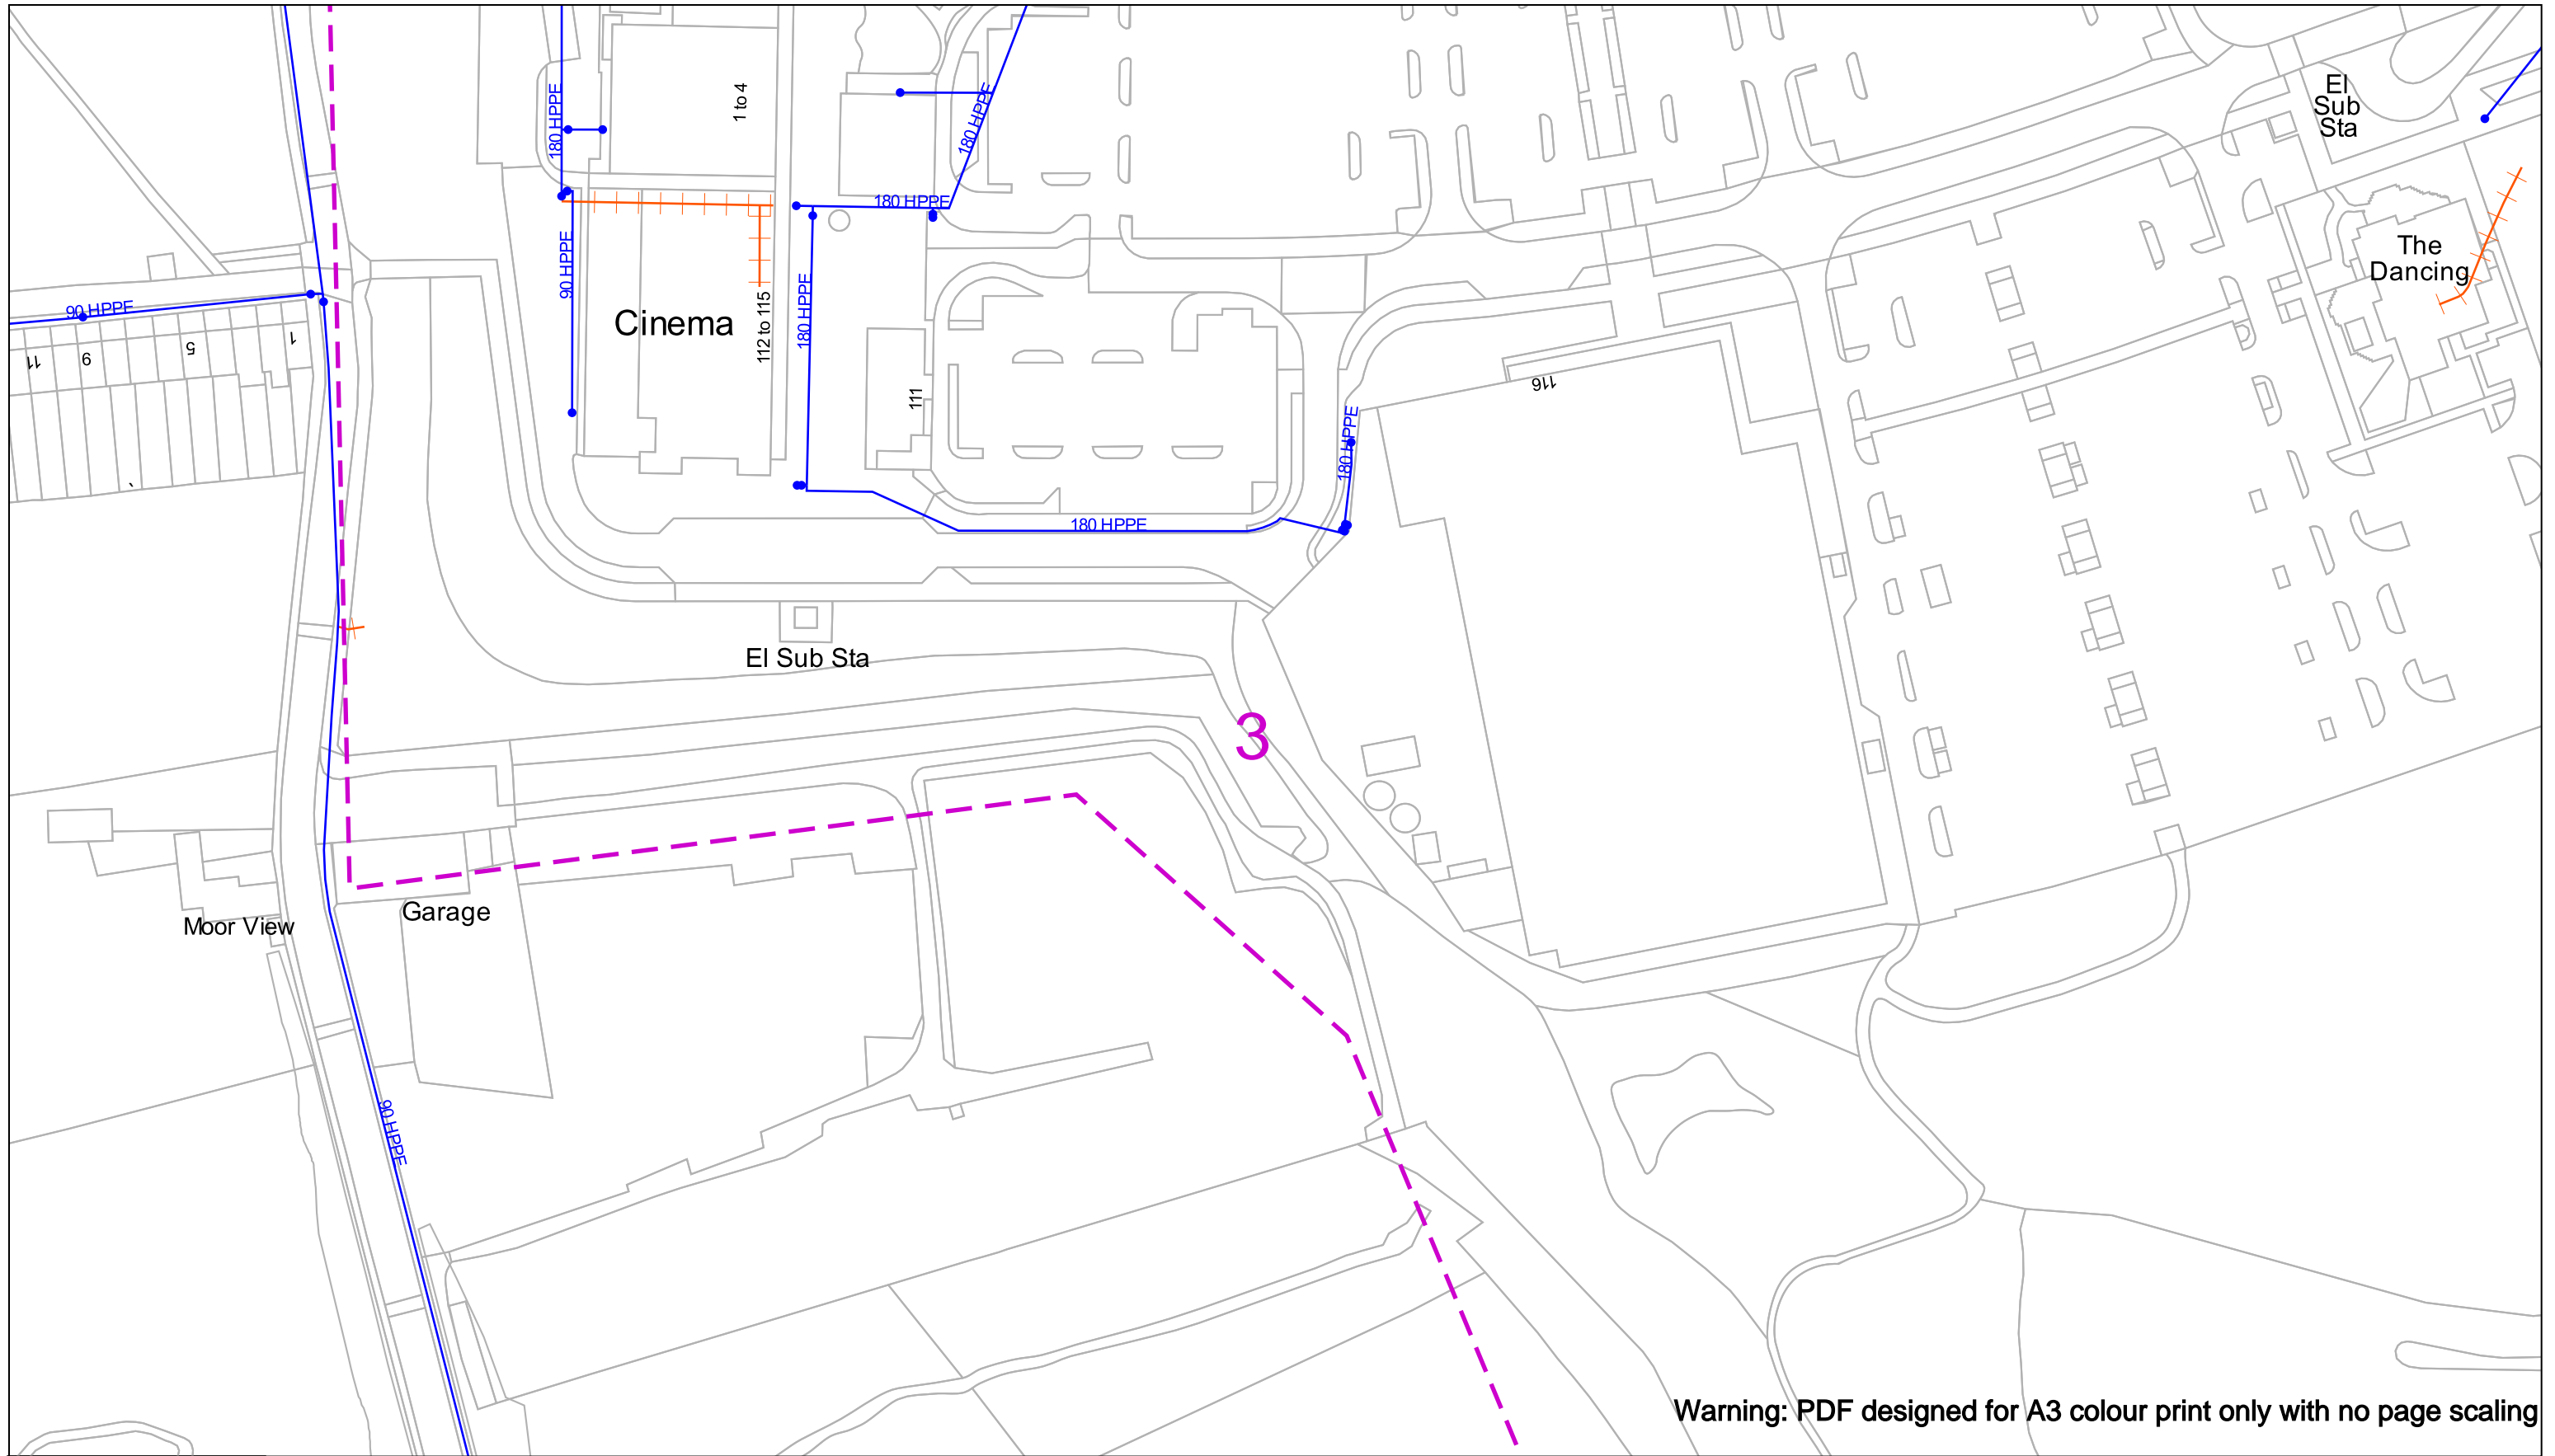 El
Sub
Sta
180 HPPE
1 to 4
180 HPPE
180 HPPE
The
Dancing
90 HPPE
90 HPPE
180 HPPE
Cinema
112 to 115
11
9
5
1
111
116
180 HPPE
180 HPPE
El Sub Sta
3
Garage
Moor View
90 HPPE
Warning: PDF designed for A3 colour print only with no page scaling